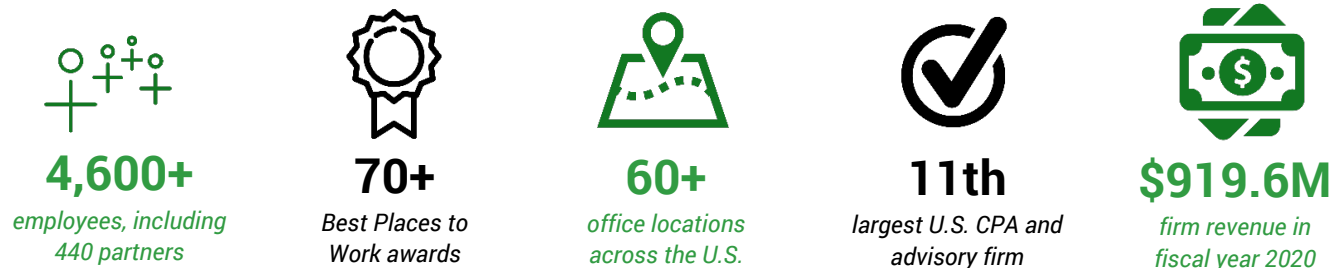 4,600+
employees, including
440 partners
70+
Best Places to
Work awards
60+
office locations
across the U.S.
11th
largest U.S. CPA and
advisory firm
$
$919.6M
firm revenue in
fiscal year 2020